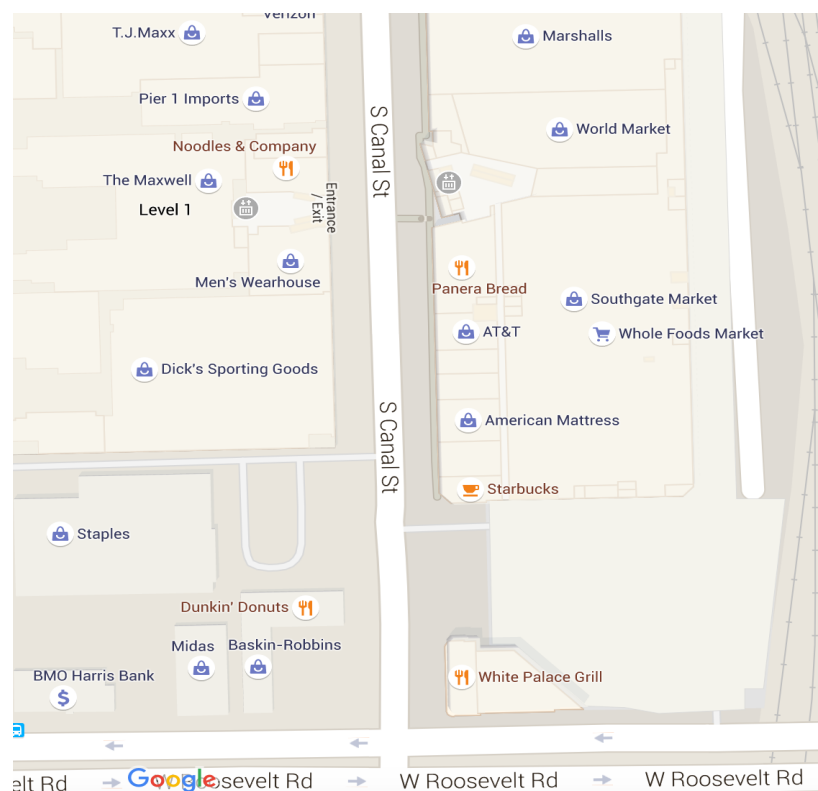 Verizon
T.J.Maxx
Marshalls
Pier 1 Imports
S Canal St
World Market
Noodles & Company
The Maxwell
Level 1
Entrance
/ Exit
Men's Wearhouse
Panera Bread
Southgate Market
AT&T
Whole Foods Market
Dick's Sporting Goods
S Canal St
American Mattress
Starbucks
Staples
Dunkin' Donuts
Midas
Baskin-Robbins
BMO Harris Bank
White Palace Grill
elt Rd
Google
W Roosevelt Rd
W Roosevelt Rd
W Roosevelt Rd